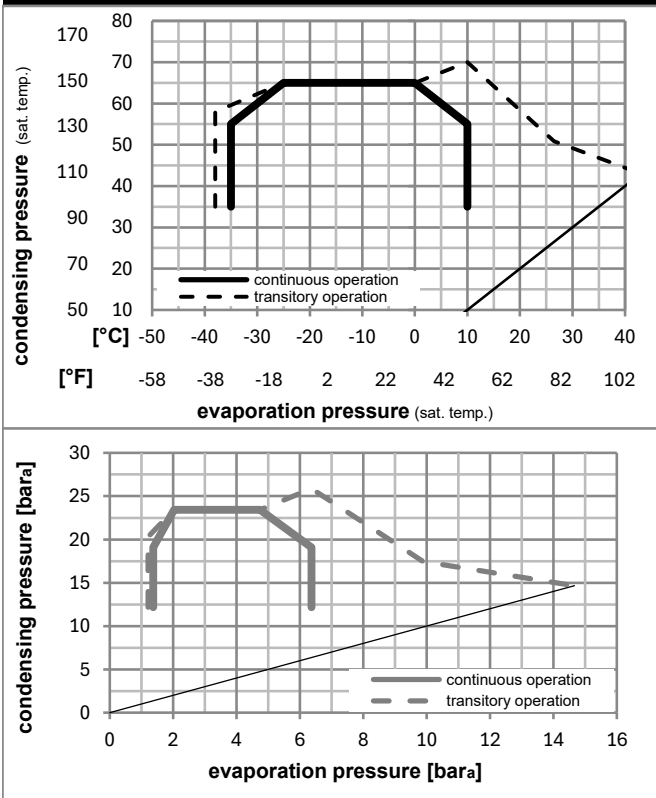 condensing pressure (sat. temp.)
170 80
70
150 60
130 50
110 40
90 30
70 20
50 10
continuous operation
transitory operation
[°C] -50 -40 -30 -20 -10 0 10 20 30 40
[°F] -58 -38 -18 2 22 42 62 82 102
evaporation pressure (sat. temp.)
condensing pressure [bara]
30
25
20
15
10
5
0
continuous operation
transitory operation
0 2 4 6 8 10 12 14 16
evaporation pressure [bara]